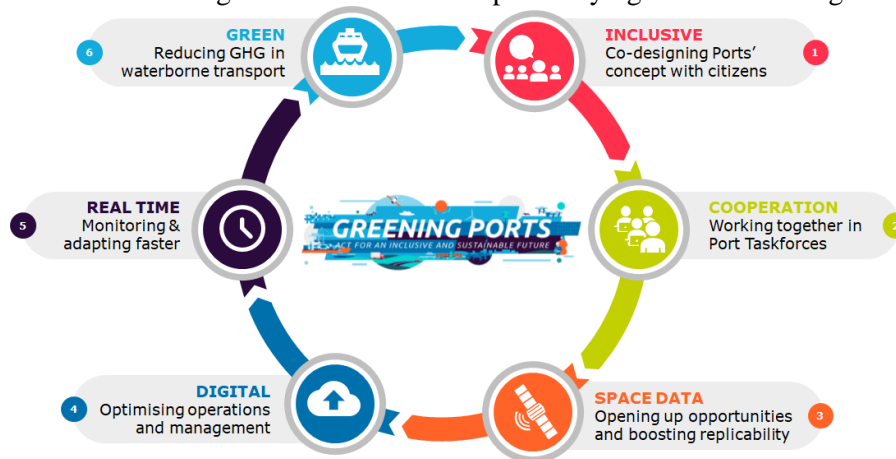 GREEN
Reducing GHG in
waterborne transport
6
INCLUSIVE
Co-designing Ports'
concept with citizens
1
COOPERATION
Working together in
Port Taskforces
2
SPACE DATA
Opening up opportunities
and boosting replicability
3
DIGITAL
Optimising operations
and management
4
REAL TIME
Monitoring &
adapting faster
5
GREENING PORTS
ACT FOR AN INCLUSIVE AND SUSTAINABLE FUTURE